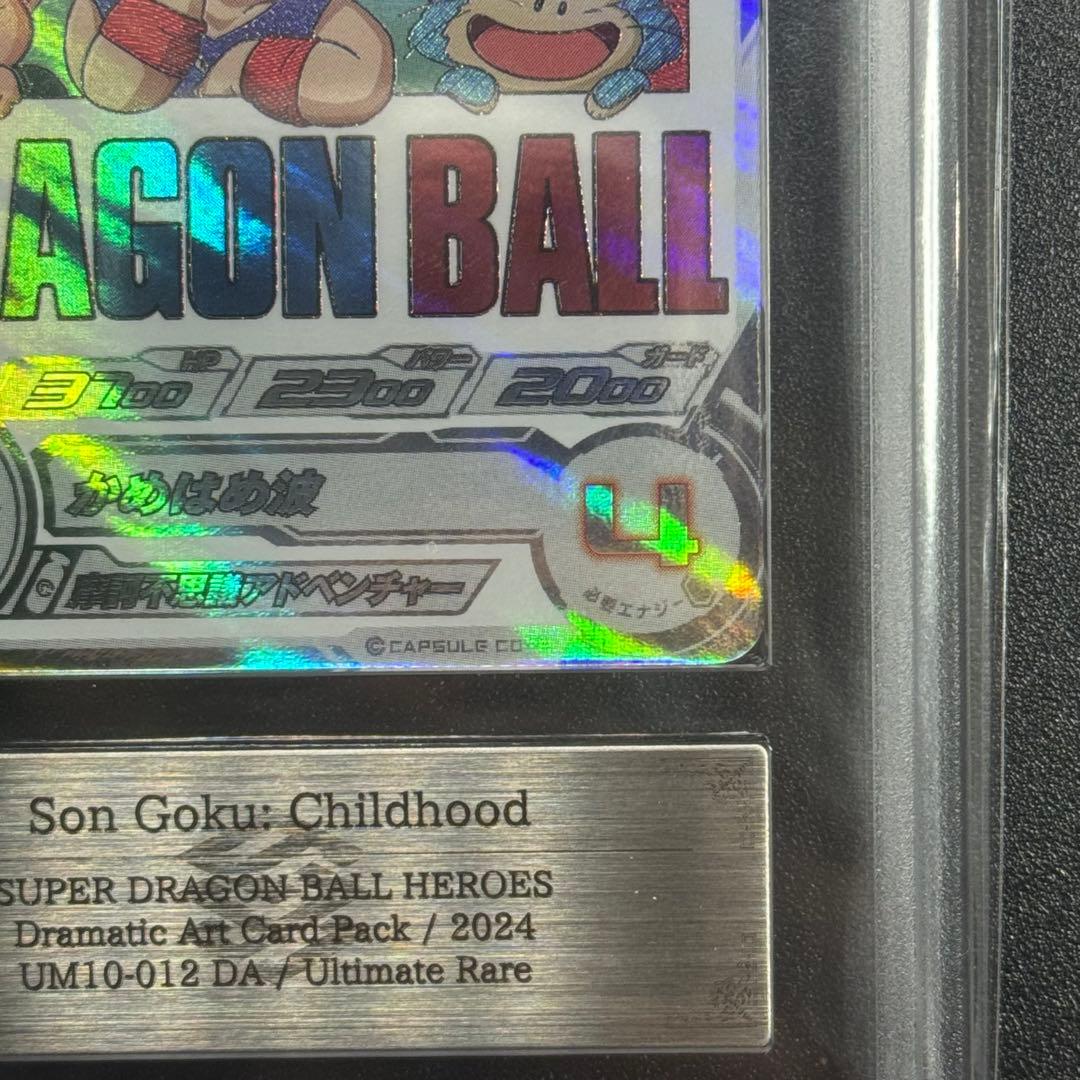 AGON BALL
HP パワー ガード
3700 2300 2000
かめはめ波
4
摩訶不思議アドベンチャー
必要エナジー
©CAPSULE CO
Son Goku: Childhood
SUPER DRAGON BALL HEROES
Dramatic Art Card Pack / 2024
UM10-012 DA / Ultimate Rare